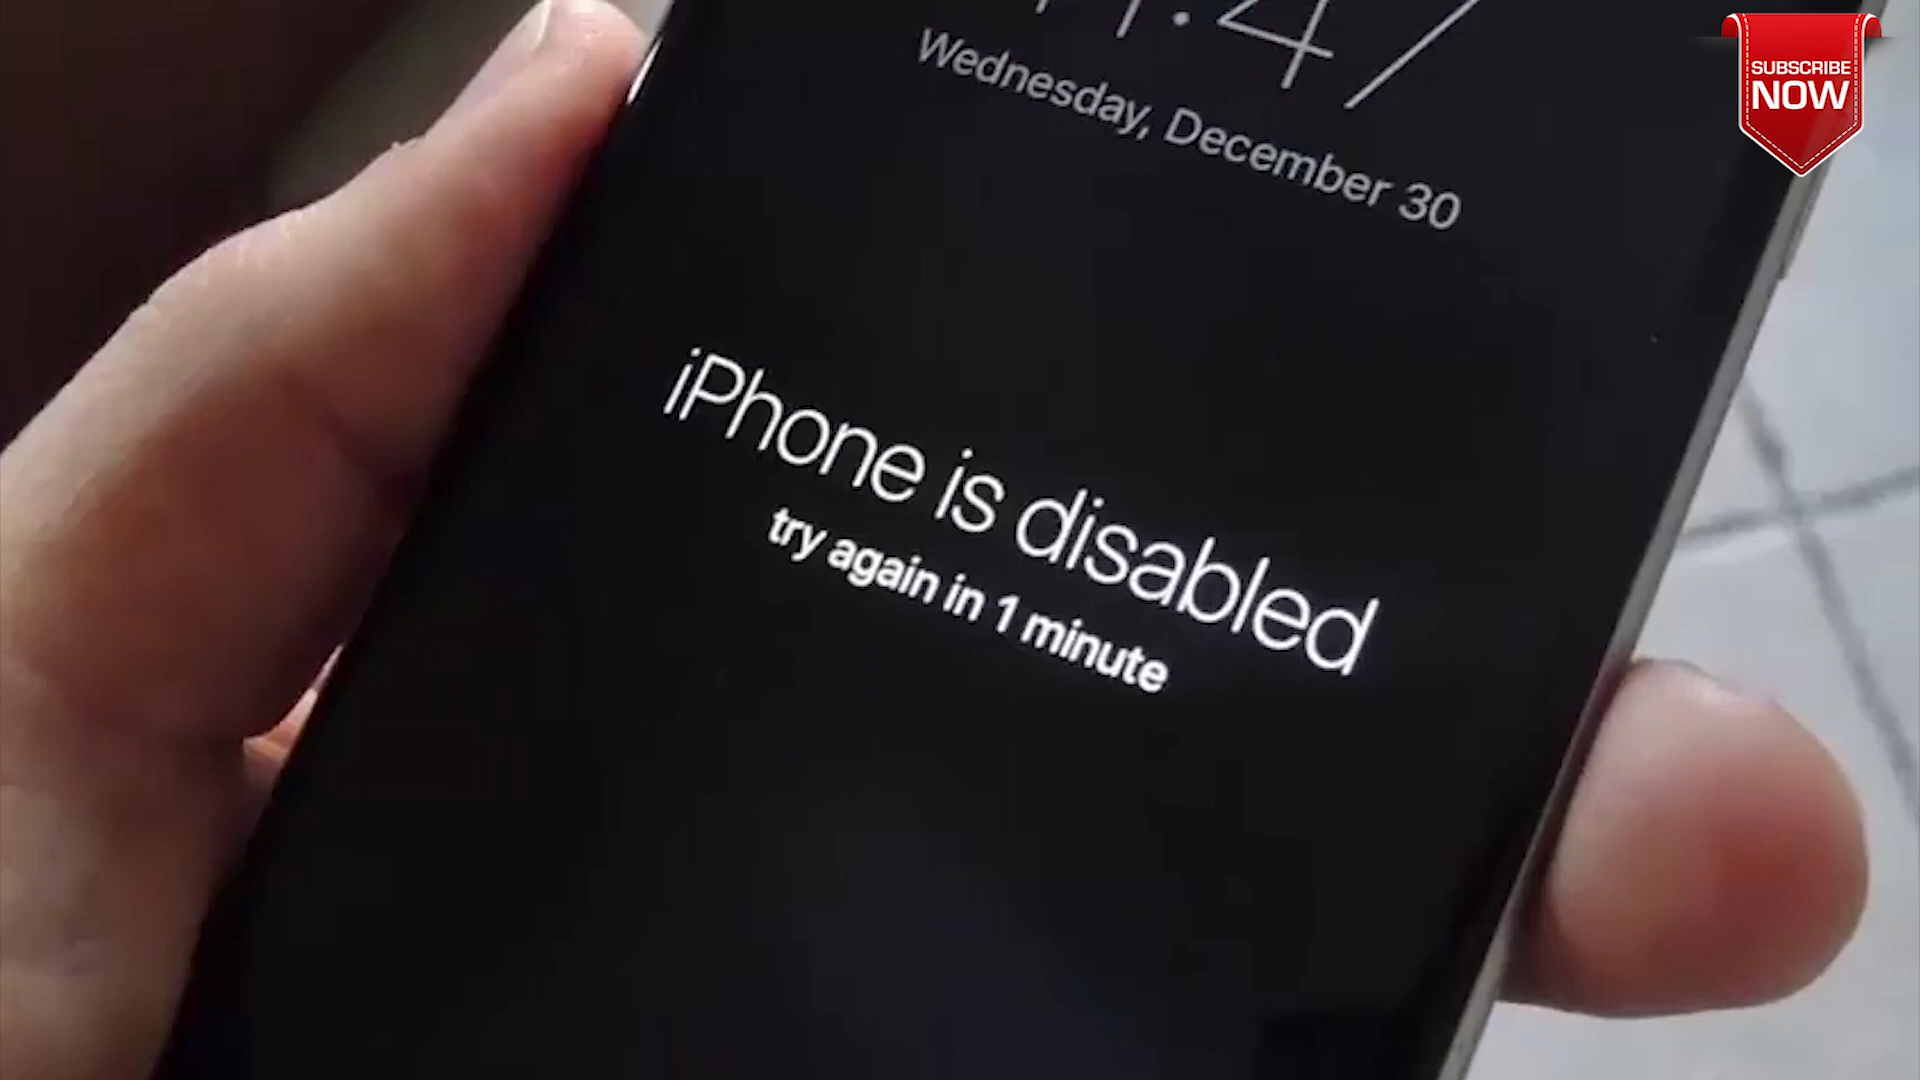 Wednesday, December 30
iPhone is disabled
try again in 1 minute
SUBSCRIBE
NOW